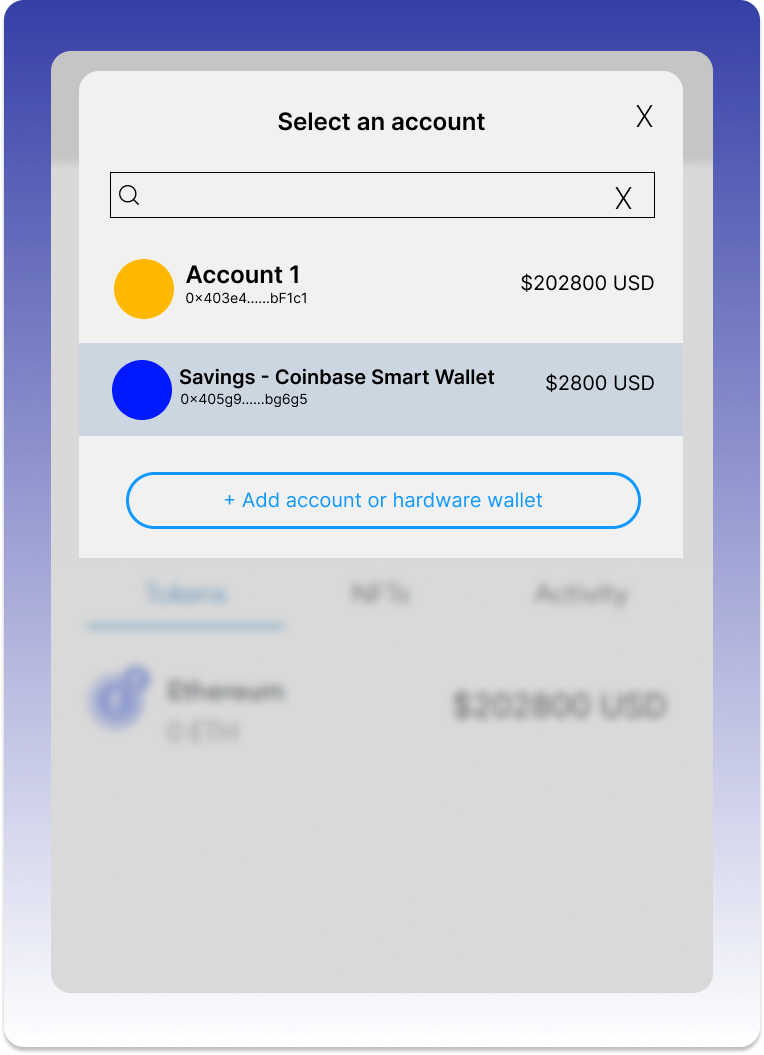 Select an account
X
X
Account 1
$202800 USD
0×403e4......bF1c1
Savings - Coinbase Smart Wallet
$2800 USD
0×405g9......bg6g5
+ Add account or hardware wallet
Tokens
NFTs
Activity
Ethereum
$202800 USD
0 ETH